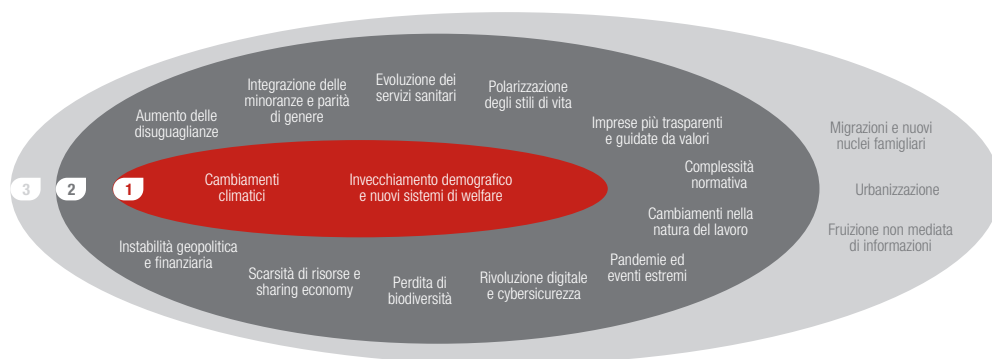 Integrazione delle
minoranze e parità
di genere
Evoluzione dei
servizi sanitari
Polarizzazione
degli stili di vita
Aumento delle
disuguaglianze
Imprese più trasparenti
e guidate da valori
Migrazioni e nuovi
nuclei famigliari
Complessità
normativa
3
2
1
Cambiamenti
climatici
Invecchiamento demografico
e nuovi sistemi di welfare
Urbanizzazione
Cambiamenti nella
natura del lavoro
Fruizione non mediata
di informazioni
Instabilità geopolitica
e finanziaria
Scarsità di risorse e
sharing economy
Perdita di
biodiversità
Rivoluzione digitale
e cybersicurezza
Pandemie ed
eventi estremi